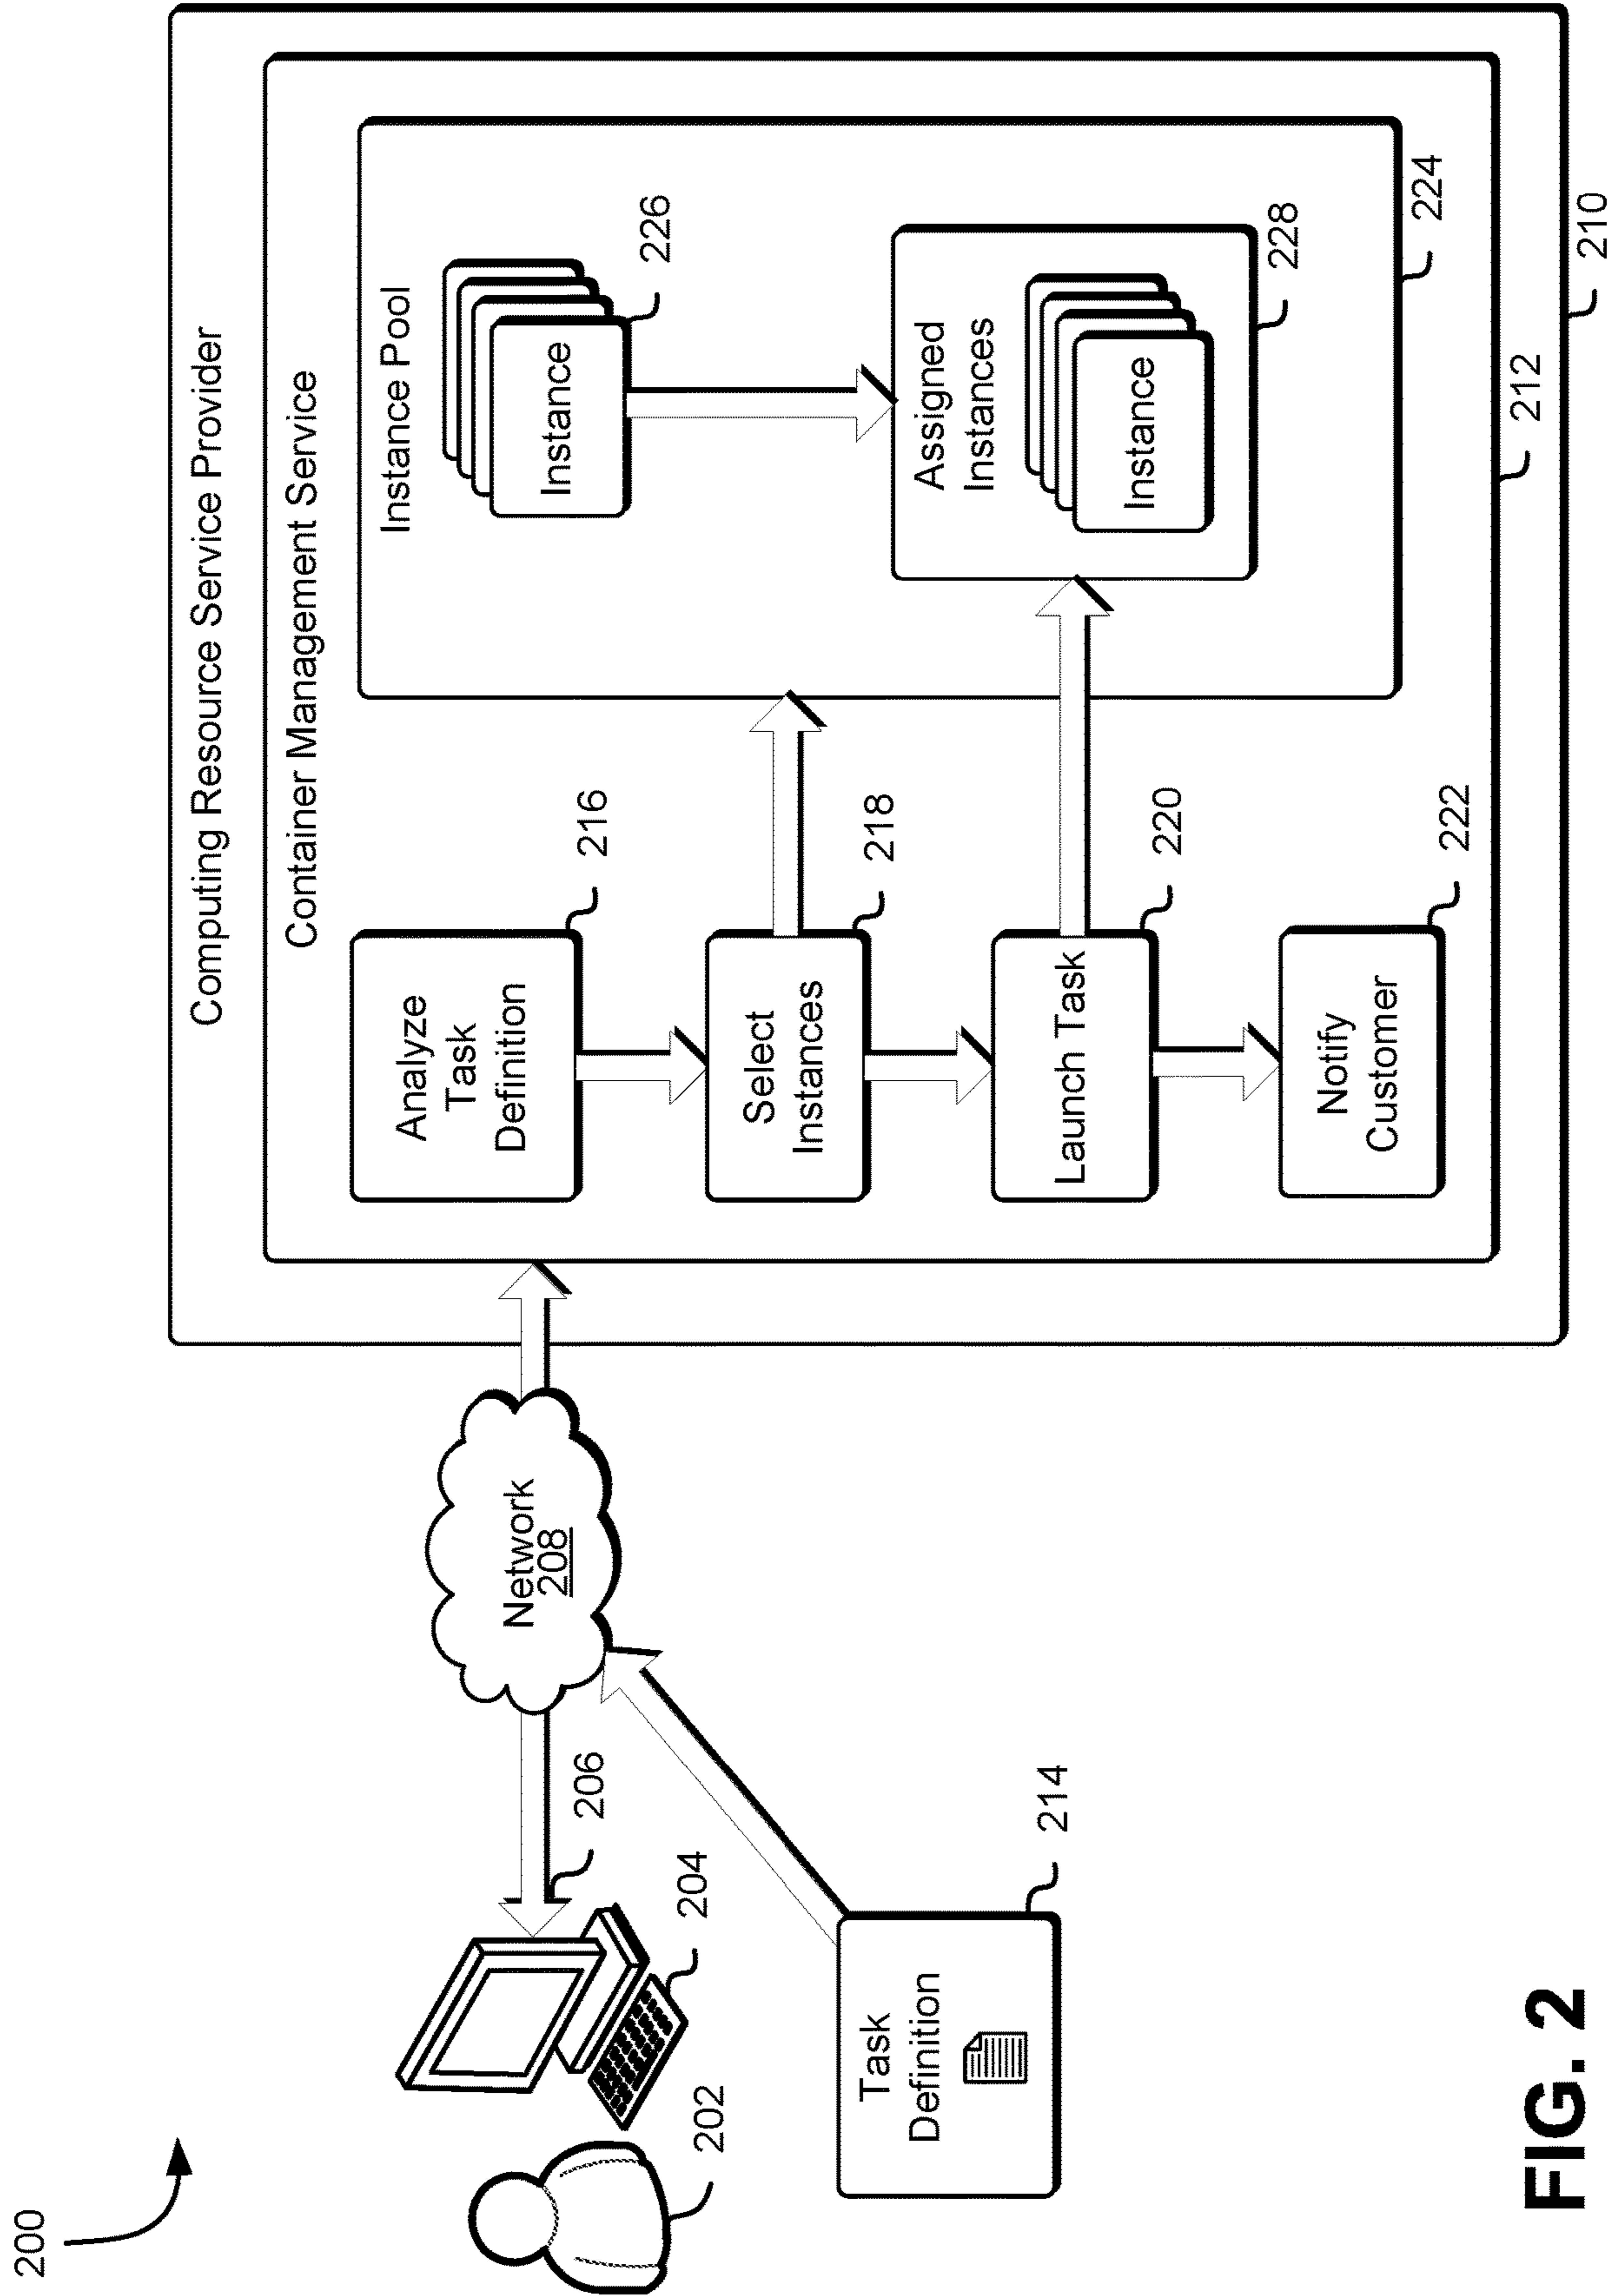 200
Computing Resource Service Provider
Container Management Service
Instance Pool
Instance
226
Analyze
Task
Definition
216
Select
Instances
218
Assigned
Instances
Instance
228
Launch Task
220
224
Notify
Customer
222
212
210
Network
208
206
204
202
Task
Definition
214
FIG. 2